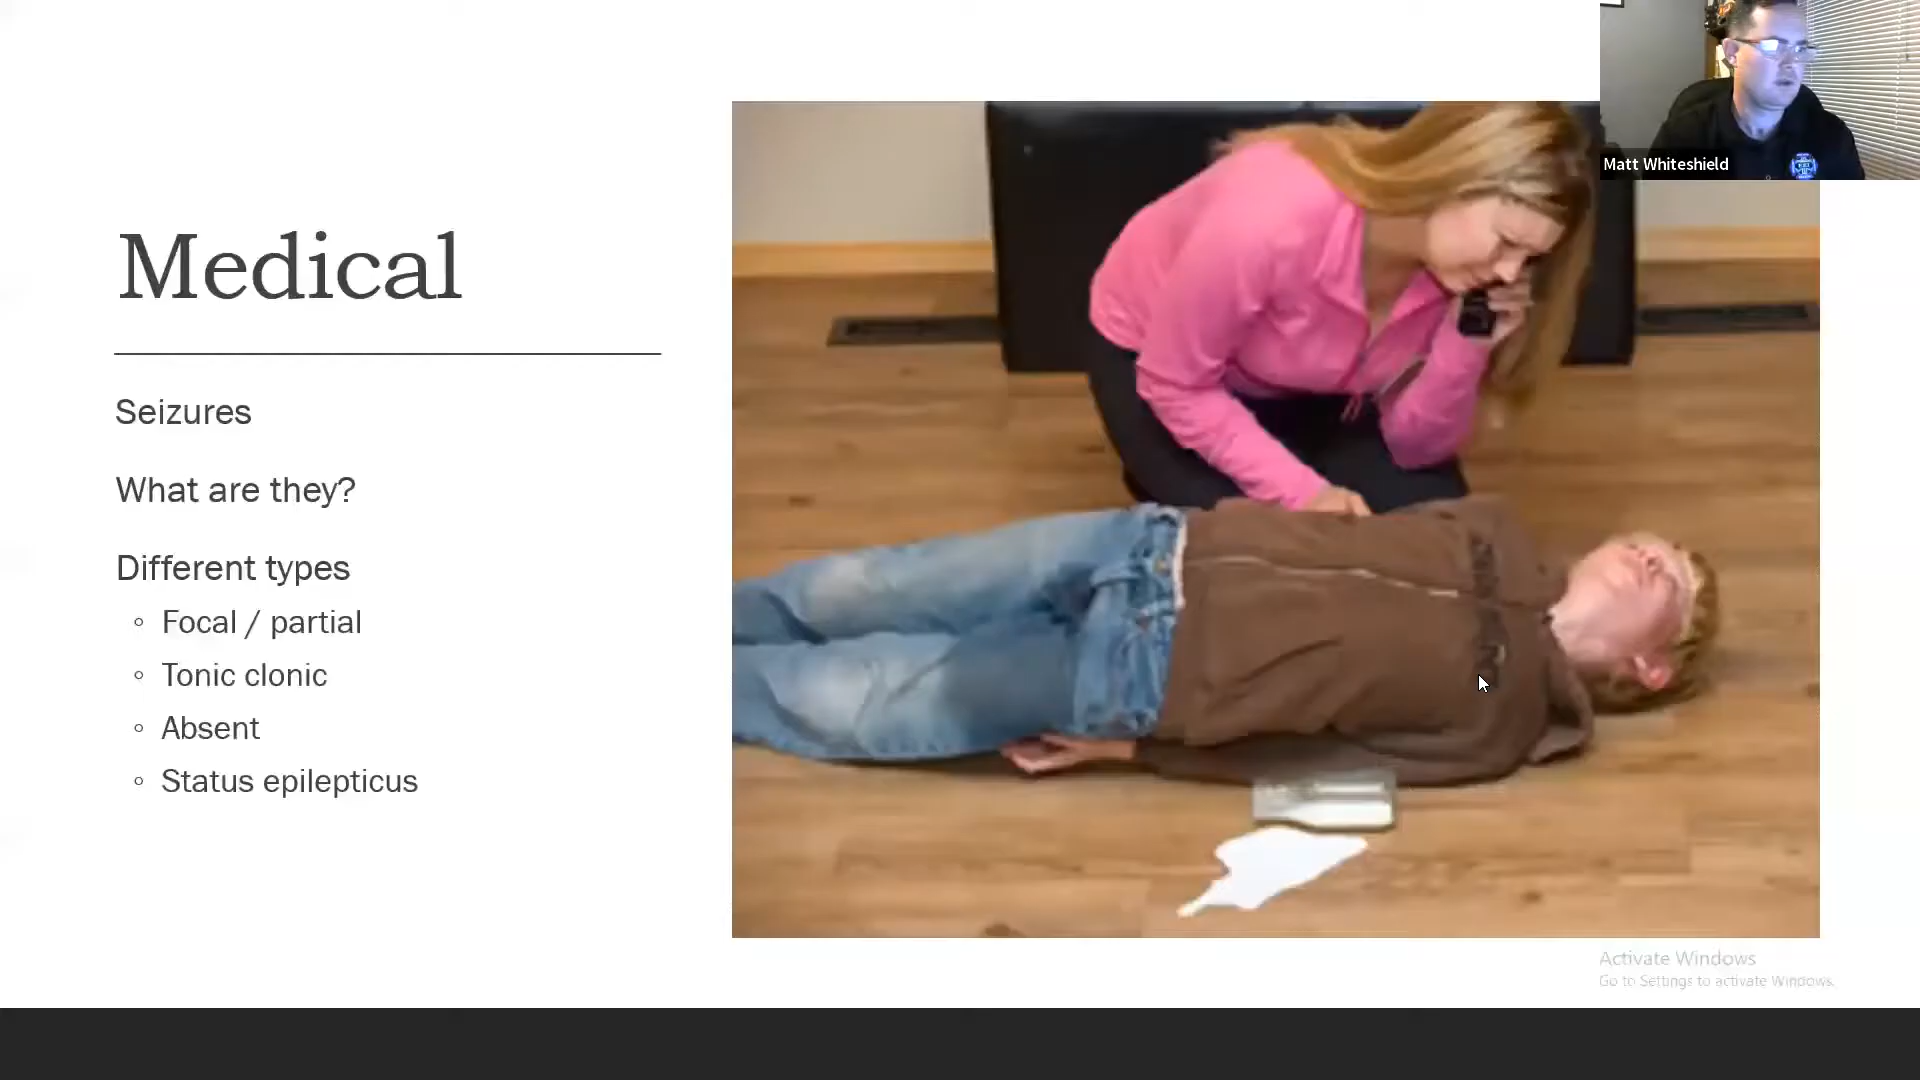 Matt Whiteshield
Medical
Seizures
What are they?
Different types
◦ Focal / partial
◦ Tonic clonic
◦ Absent
◦ Status epilepticus
Activate Windows
Go to Settings to activate Windows.